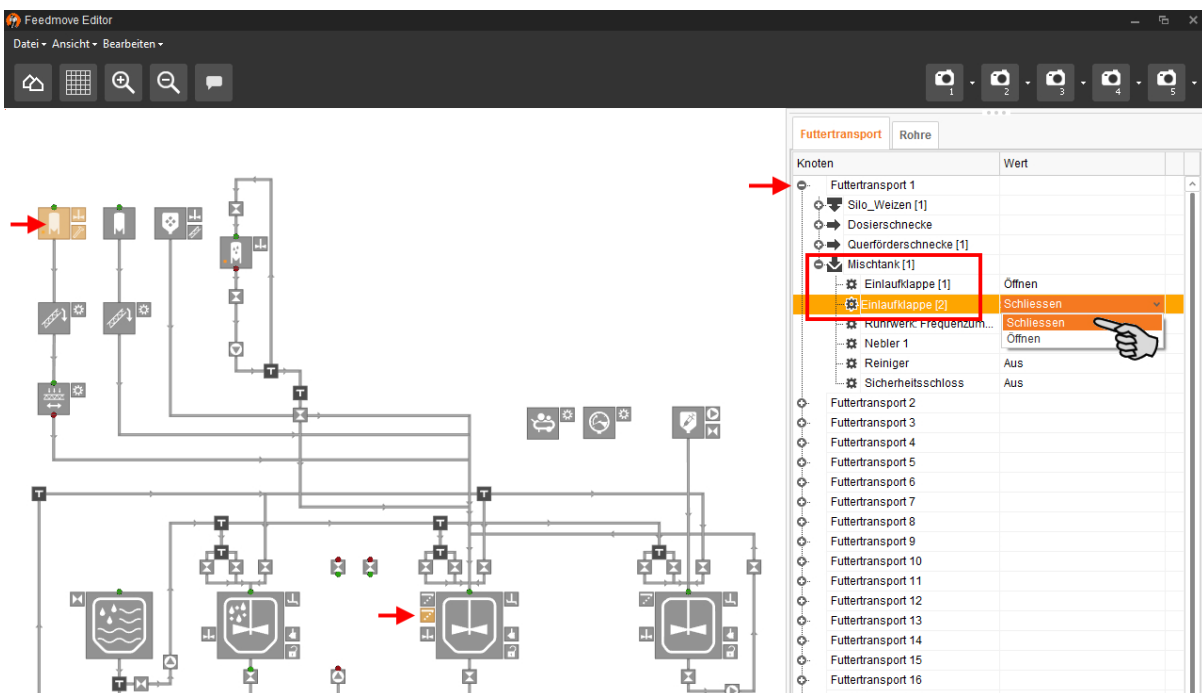 Feedmove Editor
Datei Ansicht Bearbeiten
1 2 3 4 5
Futtertransport Rohre
Knoten Wert
Futtertransport 1
Silo_Weizen [1]
Dosierschnecke
Querförderschnecke [1]
Mischtank [1]
Einlaufklappe [1] Öffnen
Einlaufklappe [2] Schliessen
Rührwerk: Frequenzum... Schliessen
Öffnen
Nebler 1
Reiniger Aus
Sicherheitsschloss Aus
Futtertransport 2
Futtertransport 3
Futtertransport 4
Futtertransport 5
Futtertransport 6
Futtertransport 7
Futtertransport 8
Futtertransport 9
Futtertransport 10
Futtertransport 11
Futtertransport 12
Futtertransport 13
Futtertransport 14
Futtertransport 15
Futtertransport 16
T
T
T T
T T
T T T
T